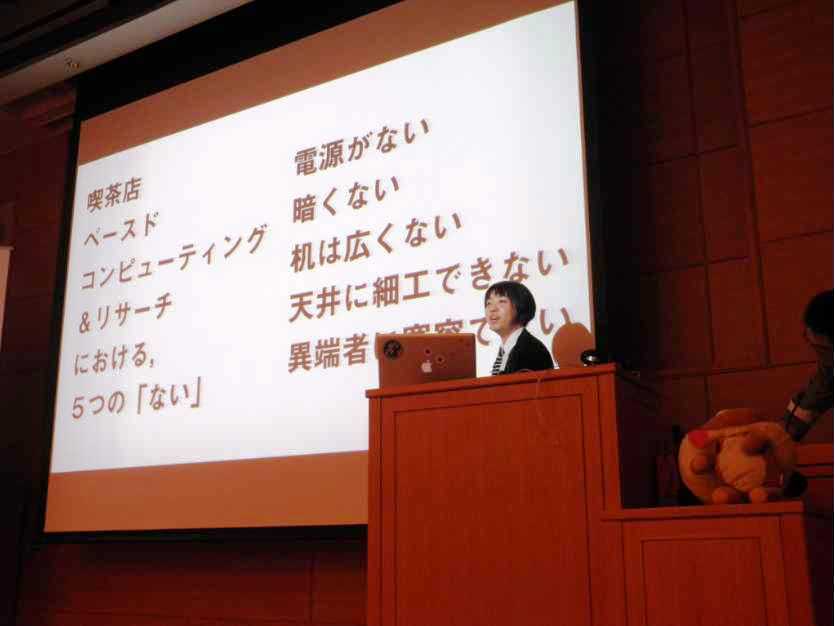 喫茶店
ベースド
コンピューティング
＆リサーチ
における,
５つの「ない」
電源がない
暗くない
机は広くない
天井に細工できない
異端者に
い